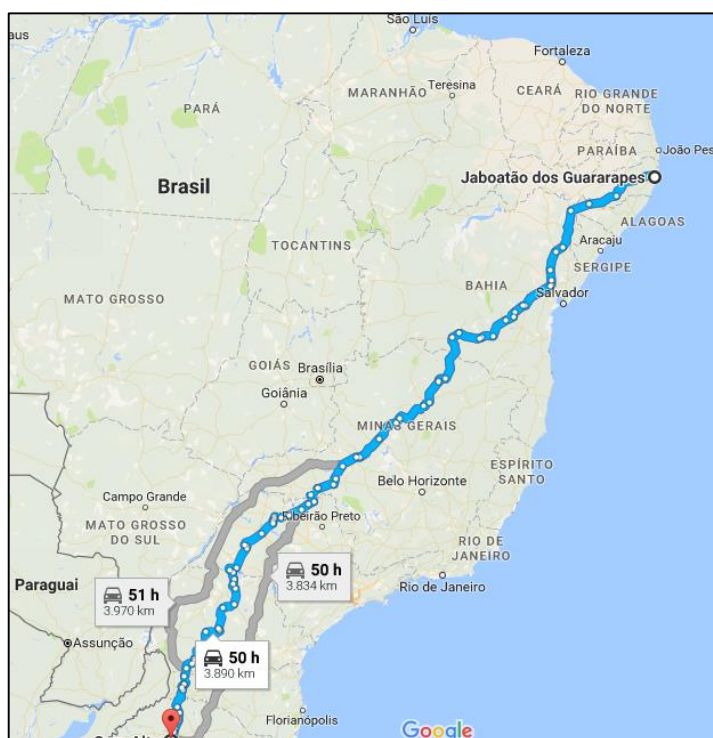 São Luís
aus
Fortaleza
Teresina
MARANHÃO
CEARÁ
RIO GRANDE
DO NORTE
PARÁ
PARAÍBA
João Pes
Brasil
Jaboatão dos Guararapes
ALAGOAS
TOCANTINS
Aracaju
SERGIPE
MATO GROSSO
BAHIA
Salvador
GOIÁS
Brasília
Goiânia
MINAS GERAIS
ESPÍRITO
SANTO
Belo Horizonte
Campo Grande
MATO GROSSO
DO SUL
Ribeirão Preto
RIO DE
JANEIRO
50 h
3.834 km
Rio de Janeiro
Paraguai
51 h
3.970 km
Assunção
50 h
3.890 km
Florianópolis
Google